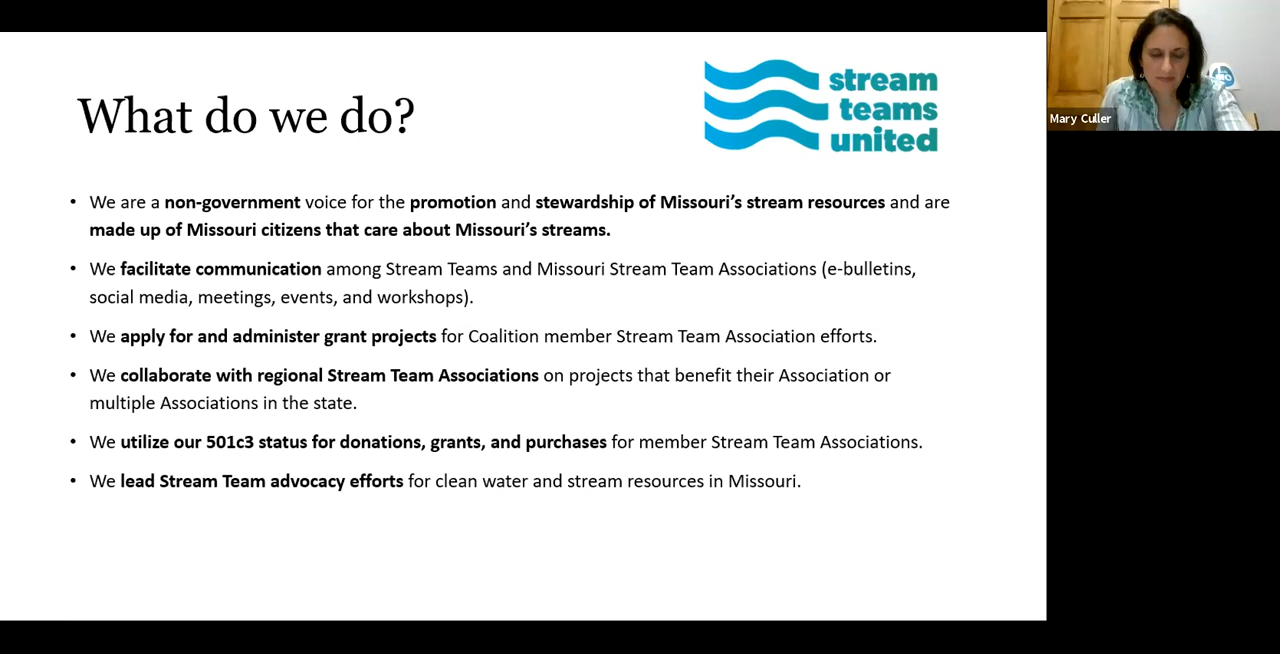 What do we do?
stream
teams
united
• We are a non-government voice for the promotion and stewardship of Missouri’s stream resources and are
made up of Missouri citizens that care about Missouri’s streams.
• We facilitate communication among Stream Teams and Missouri Stream Team Associations (e-bulletins,
social media, meetings, events, and workshops).
• We apply for and administer grant projects for Coalition member Stream Team Association efforts.
• We collaborate with regional Stream Team Associations on projects that benefit their Association or
multiple Associations in the state.
• We utilize our 501c3 status for donations, grants, and purchases for member Stream Team Associations.
• We lead Stream Team advocacy efforts for clean water and stream resources in Missouri.
Mary Culler